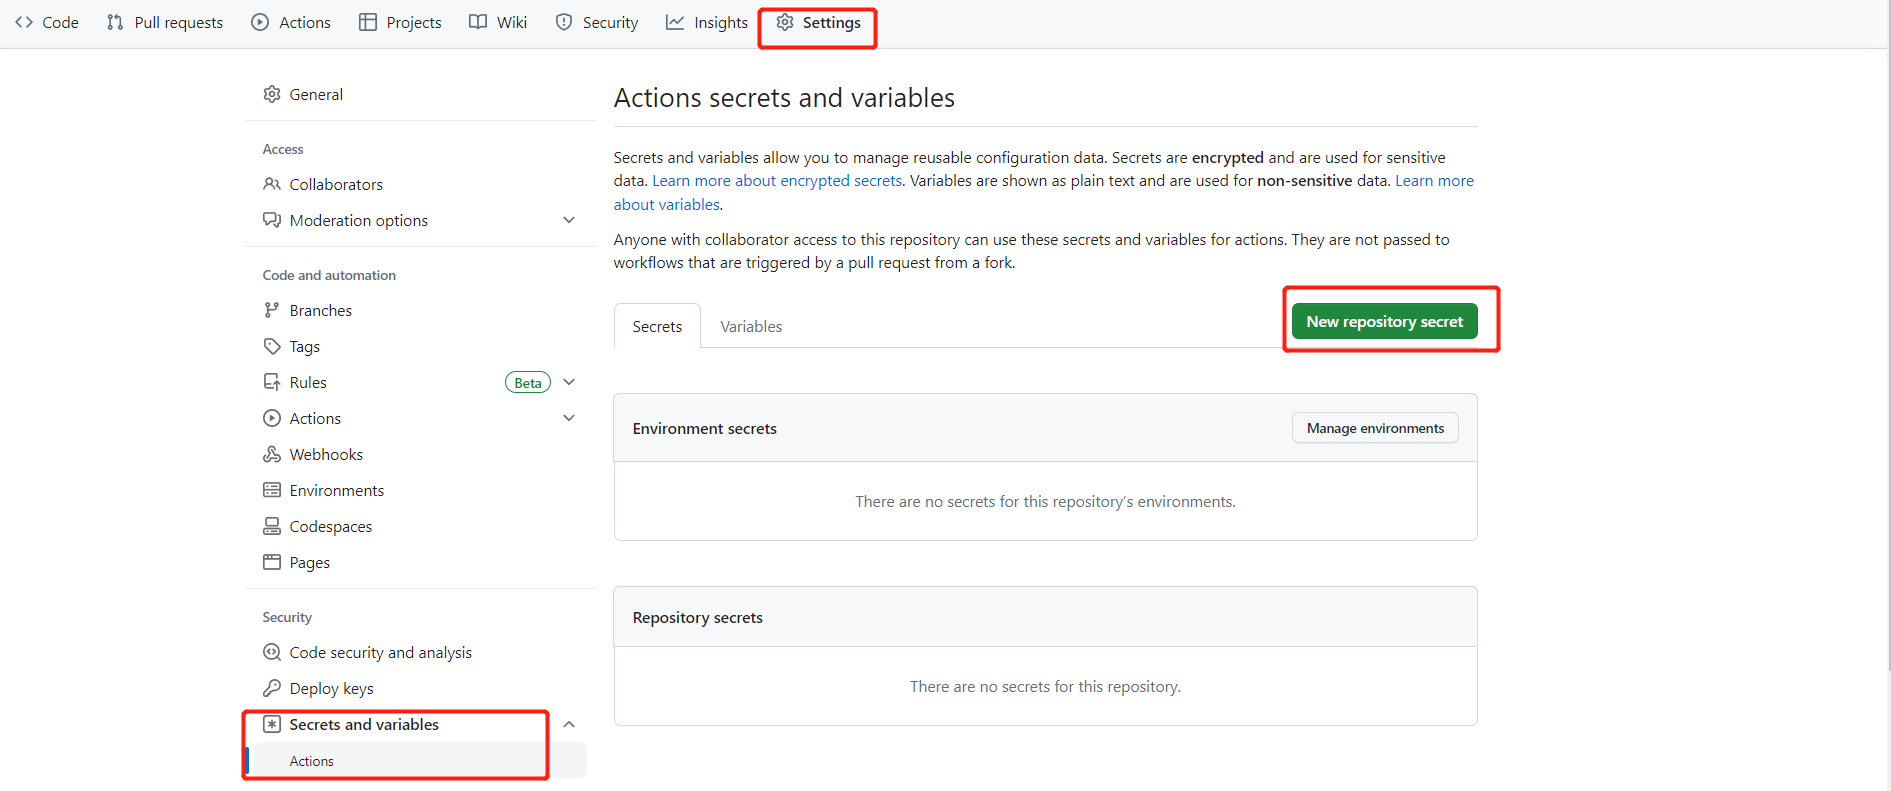 Code Pull requests Actions Projects Wiki Security Insights Settings
General
Access
Collaborators
Moderation options
Code and automation
Branches
Tags
Rules Beta
Actions
Webhooks
Environments
Codespaces
Pages
Security
Code security and analysis
Deploy keys
Secrets and variables
Actions
Actions secrets and variables
Secrets and variables allow you to manage reusable configuration data. Secrets are encrypted and are used for sensitive
data. Learn more about encrypted secrets. Variables are shown as plain text and are used for non-sensitive data. Learn more
about variables.
Anyone with collaborator access to this repository can use these secrets and variables for actions. They are not passed to
workflows that are triggered by a pull request from a fork.
Secrets Variables New repository secret
Environment secrets Manage environments
There are no secrets for this repository's environments.
Repository secrets
There are no secrets for this repository.